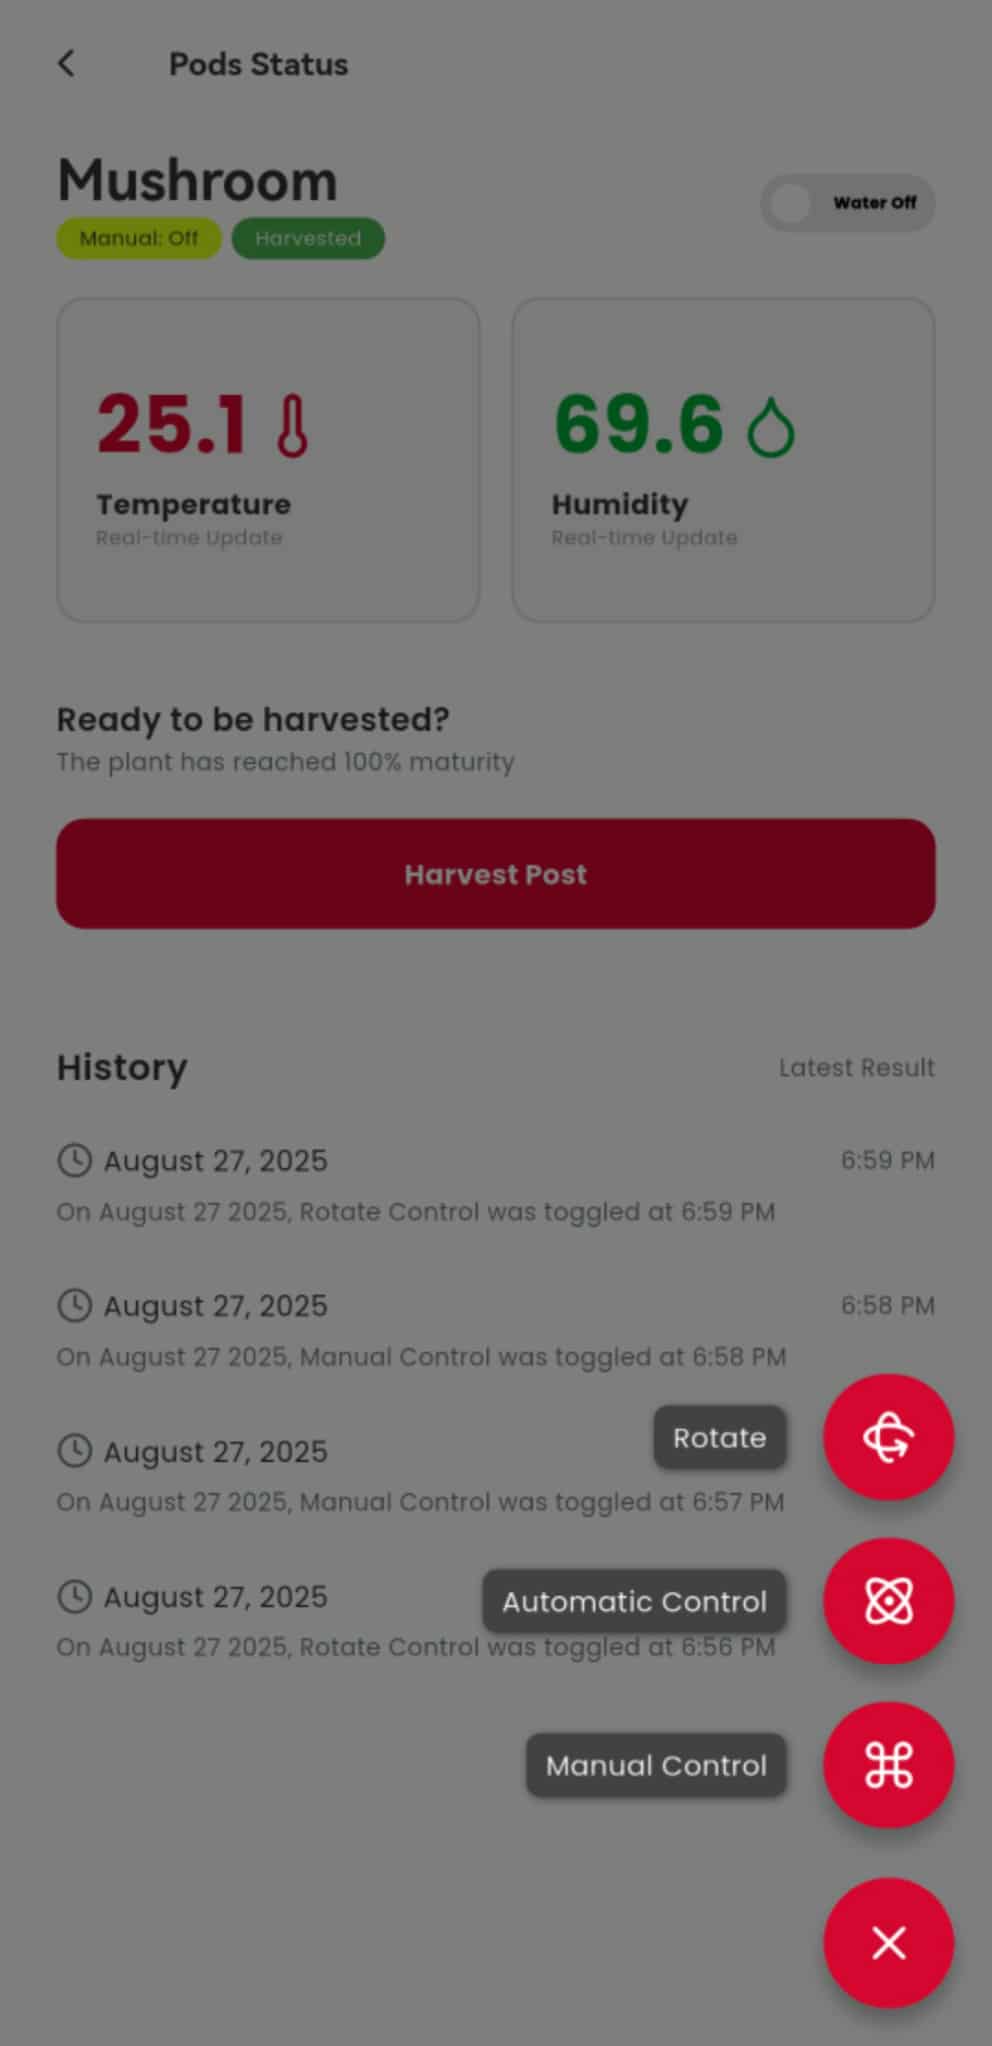 Pods Status
Mushroom
Water Off
Manual: Off
Harvested
25.1
69.6
Temperature
Humidity
Real-time Update
Real-time Update
Ready to be harvested?
The plant has reached 100% maturity
Harvest Post
History
Latest Result
August 27, 2025
6:59 PM
On August 27 2025, Rotate Control was toggled at 6:59 PM
August 27, 2025
6:58 PM
On August 27 2025, Manual Control was toggled at 6:58 PM
Rotate
August 27, 2025
On August 27 2025, Manual Control was toggled at 6:57 PM
August 27, 2025
Automatic Control
On August 27 2025, Rotate Control was toggled at 6:56 PM
Manual Control